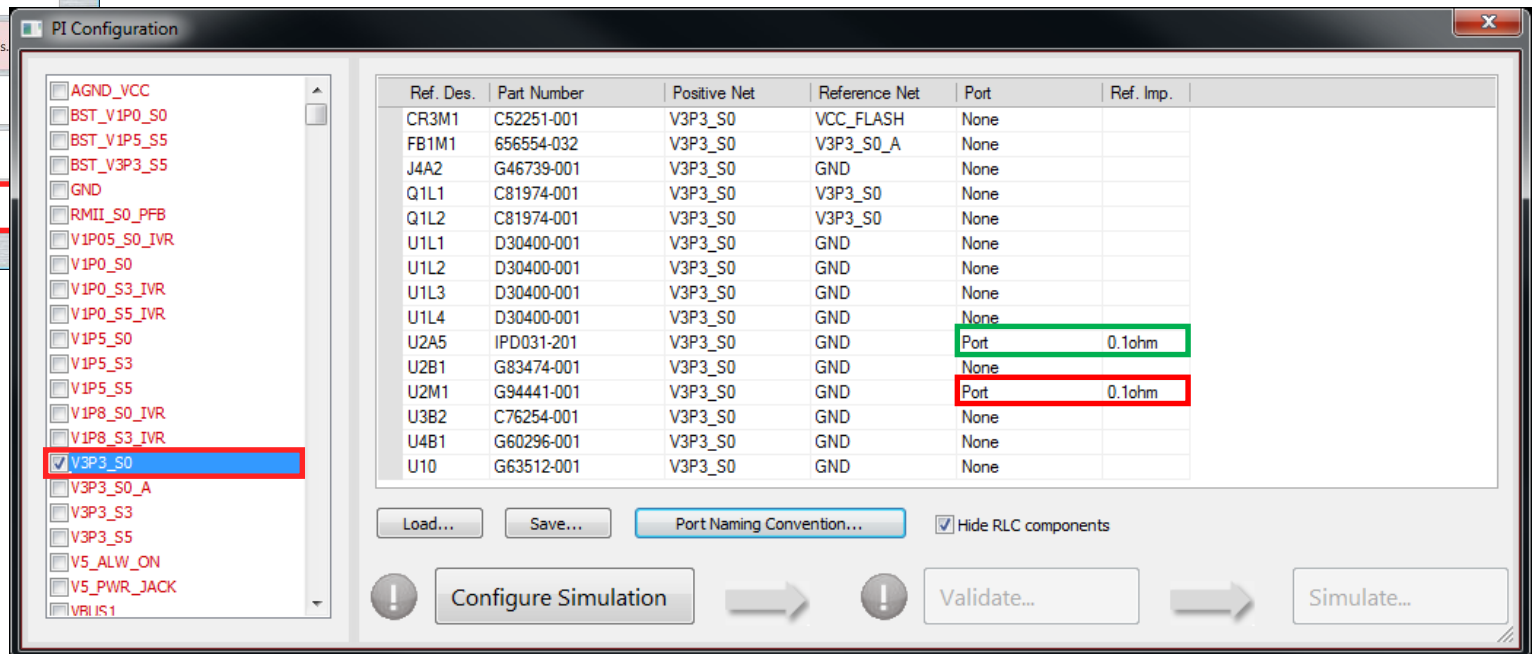 PI Configuration
s.
AGND_VCC
BST_V1P0_S0
BST_V1P5_S5
BST_V3P3_S5
GND
RMII_S0_PFB
V1P05_S0_IVR
V1P0_S0
V1P0_S3_IVR
V1P0_S5_IVR
V1P5_S0
V1P5_S3
V1P5_S5
V1P8_S0_IVR
V1P8_S3_IVR
V3P3_S0
V3P3_S0_A
V3P3_S3
V3P3_S5
V5_ALW_ON
V5_PWR_JACK
VBUS1
Ref. Des. Part Number Positive Net Reference Net Port Ref. Imp.
CR3M1 C52251-001 V3P3_S0 VCC_FLASH None
FB1M1 656554-032 V3P3_S0 V3P3_S0_A None
J4A2 G46739-001 V3P3_S0 GND None
Q1L1 C81974-001 V3P3_S0 V3P3_S0 None
Q1L2 C81974-001 V3P3_S0 V3P3_S0 None
U1L1 D30400-001 V3P3_S0 GND None
U1L2 D30400-001 V3P3_S0 GND None
U1L3 D30400-001 V3P3_S0 GND None
U1L4 D30400-001 V3P3_S0 GND None
U2A5 IPD031-201 V3P3_S0 GND Port 0.1ohm
U2B1 G83474-001 V3P3_S0 GND None
U2M1 G94441-001 V3P3_S0 GND Port 0.1ohm
U3B2 C76254-001 V3P3_S0 GND None
U4B1 G60296-001 V3P3_S0 GND None
U10 G63512-001 V3P3_S0 GND None
Load... Save... Port Naming Convention... Hide RLC components
Configure Simulation Validate... Simulate...